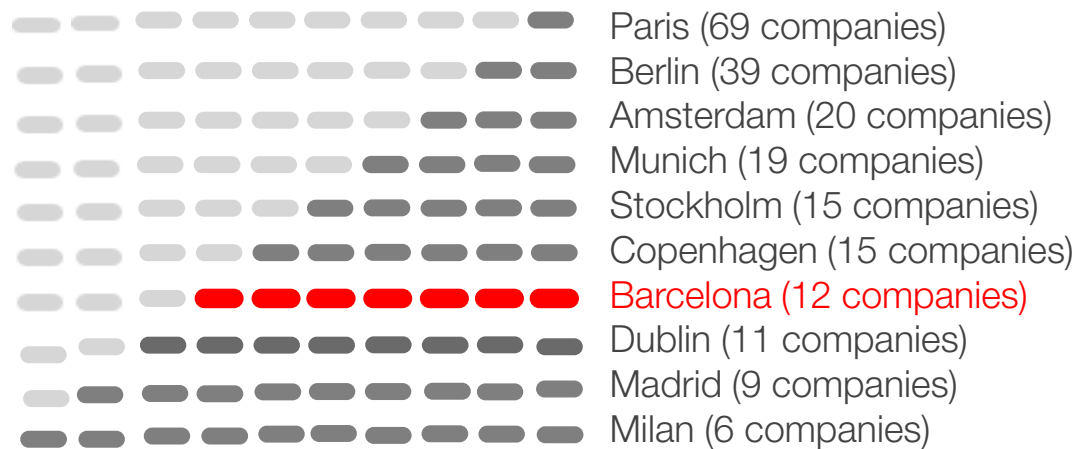 Paris (69 companies)
Berlin (39 companies)
Amsterdam (20 companies)
Munich (19 companies)
Stockholm (15 companies)
Copenhagen (15 companies)
Barcelona (12 companies)
Dublin (11 companies)
Madrid (9 companies)
Milan (6 companies)